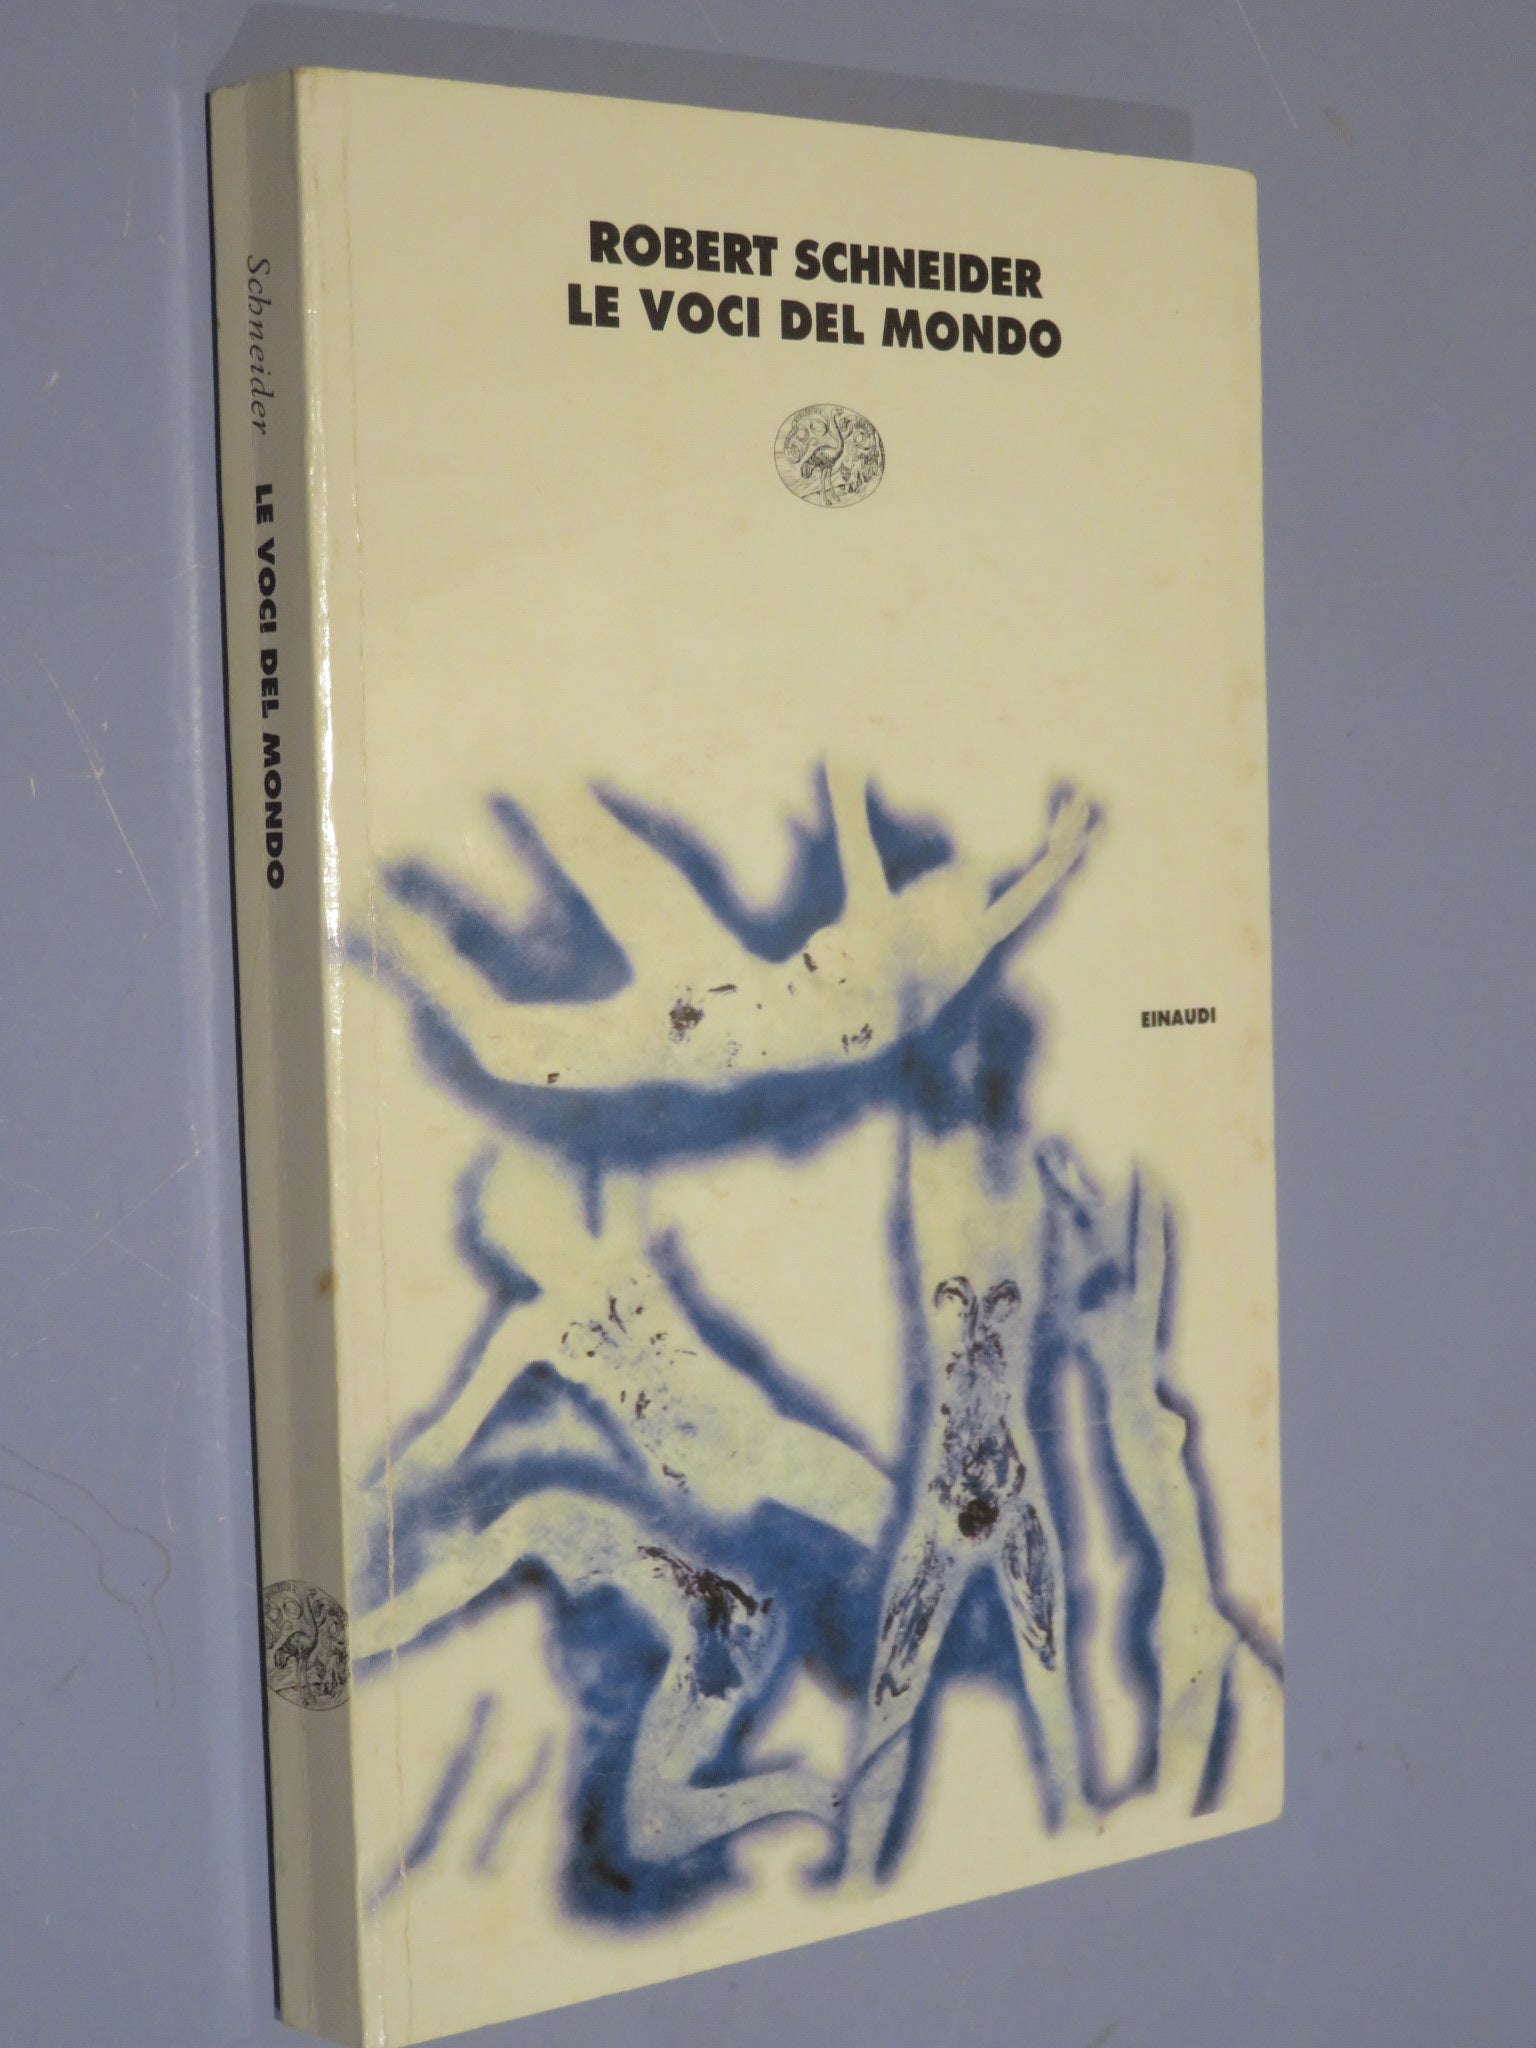 ROBERT SCHNEIDER
LE VOCI DEL MONDO
EINAUDI
Schneider LE VOCI DEL MONDO